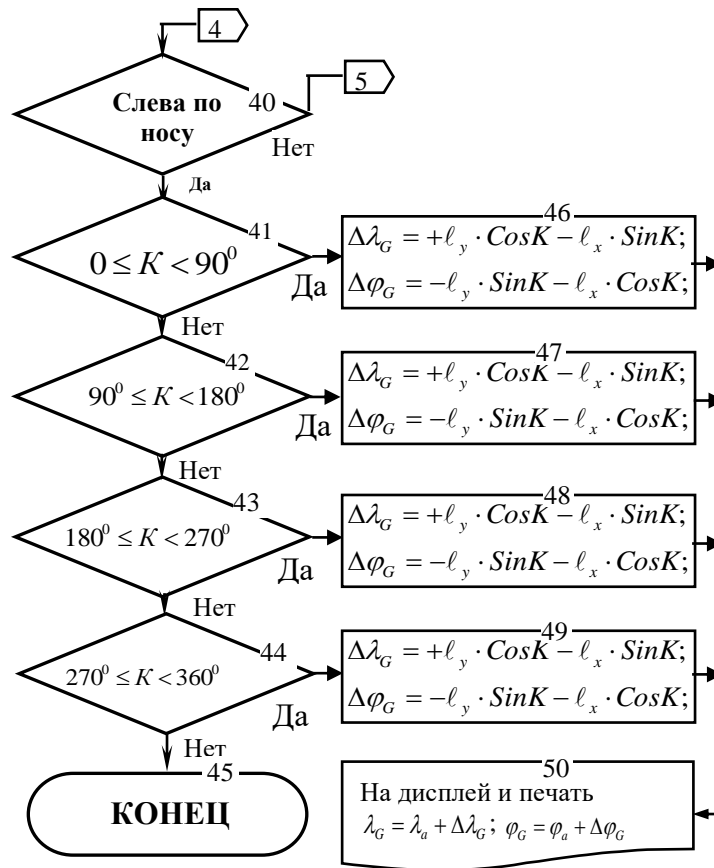 4
5
40
Слева по
носу
Нет
Да
41
0 ≤ K < 90⁰
Да
46
Δλ_G = +ℓ_y · CosK − ℓ_x · SinK;
Δφ_G = −ℓ_y · SinK − ℓ_x · CosK;
Нет
42
90⁰ ≤ K < 180⁰
Да
47
Δλ_G = +ℓ_y · CosK − ℓ_x · SinK;
Δφ_G = −ℓ_y · SinK − ℓ_x · CosK;
Нет
43
180⁰ ≤ K < 270⁰
Да
48
Δλ_G = +ℓ_y · CosK − ℓ_x · SinK;
Δφ_G = −ℓ_y · SinK − ℓ_x · CosK;
Нет
44
270⁰ ≤ K < 360⁰
Да
49
Δλ_G = +ℓ_y · CosK − ℓ_x · SinK;
Δφ_G = −ℓ_y · SinK − ℓ_x · CosK;
Нет
45
КОНЕЦ
50
На дисплей и печать
λ_G = λ_a + Δλ_G; φ_G = φ_a + Δφ_G